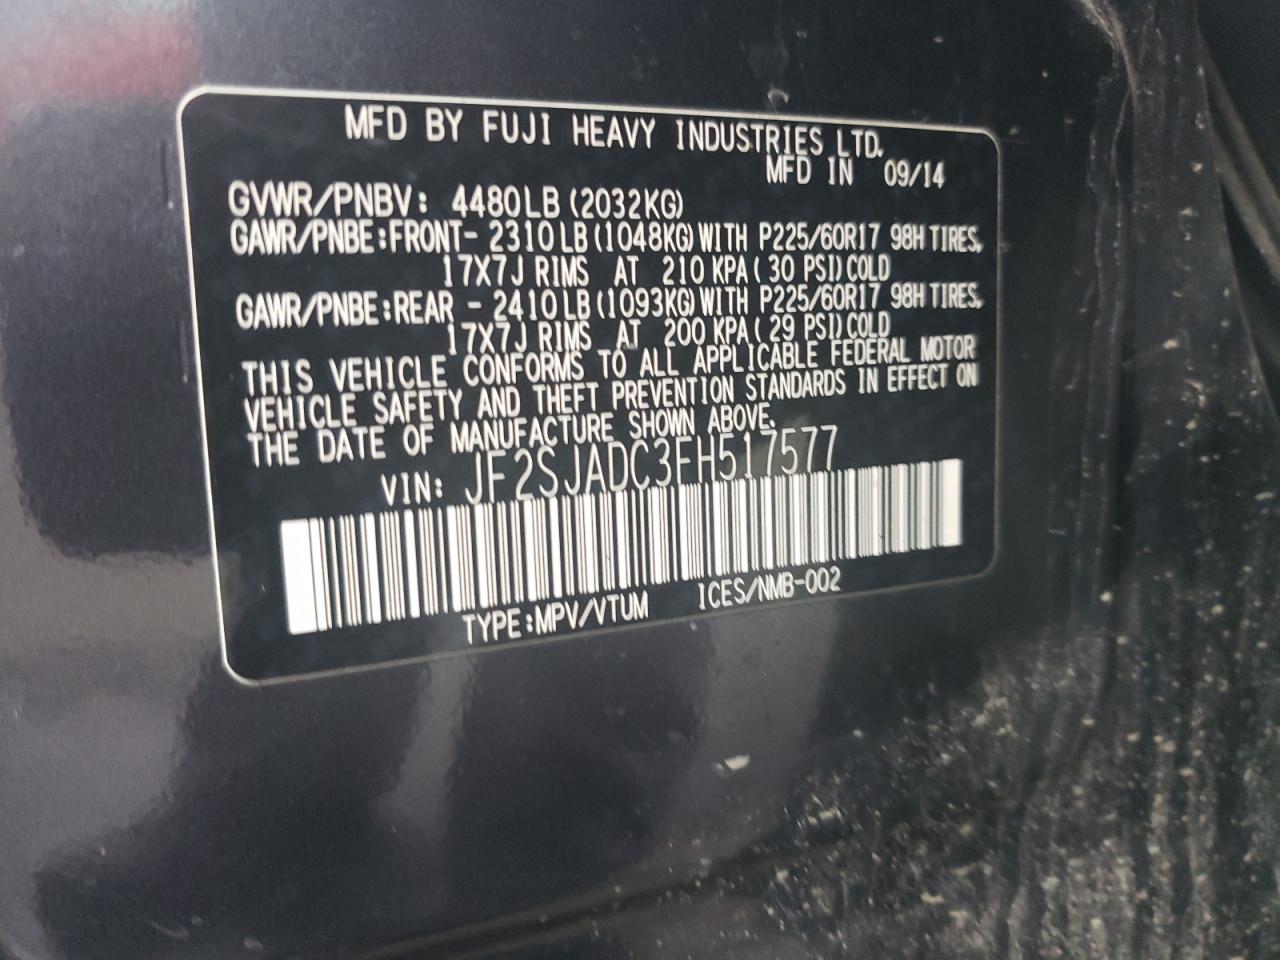 MFD BY FUJI HEAVY INDUSTRIES LTD.
MFD IN 09/14
GVWR/PNBV: 4480LB (2032KG)
GAWR/PNBE:FRONT- 2310LB(1048KG)WITH P225/60R17 98H TIRES,
17X7J RIMS AT 210 KPA( 30 PSI)COLD
GAWR/PNBE:REAR - 2410LB(1093KG)WITH P225/60R17 98H TIRES,
17X7J RIMS AT 200 KPA( 29 PSI)COLD
THIS VEHICLE CONFORMS TO ALL APPLICABLE FEDERAL MOTOR
VEHICLE SAFETY AND THEFT PREVENTION STANDARDS IN EFFECT ON
THE DATE OF MANUFACTURE SHOWN ABOVE.
VIN: JF2SJADC3FH517577
TYPE:MPV/VTUM ICES/NMB-002